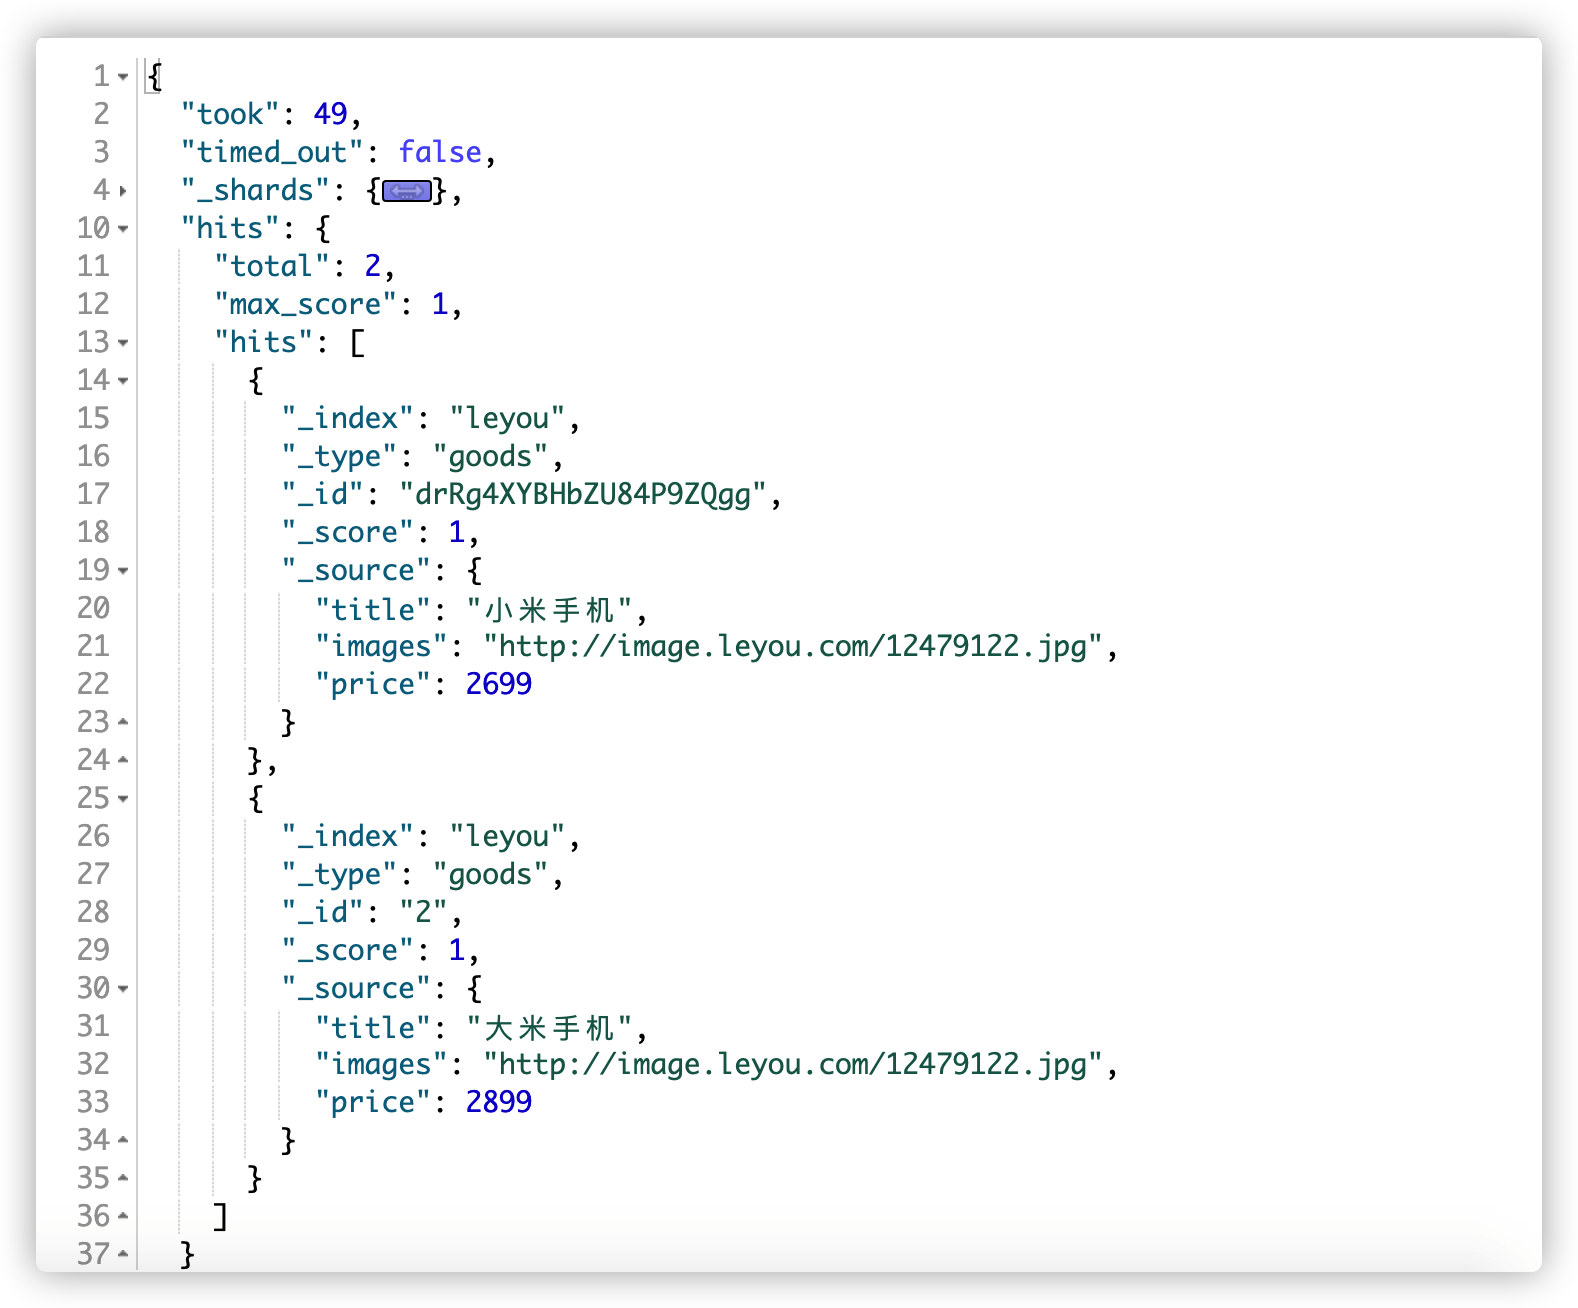 1 {
2 "took": 49,
3 "timed_out": false,
4 "_shards": {},
10 "hits": {
11 "total": 2,
12 "max_score": 1,
13 "hits": [
14 {
15 "_index": "leyou",
16 "_type": "goods",
17 "_id": "drRg4XYBHbZU84P9ZQgg",
18 "_score": 1,
19 "_source": {
20 "title": "小米手机",
21 "images": "http://image.leyou.com/12479122.jpg",
22 "price": 2699
23 }
24 },
25 {
26 "_index": "leyou",
27 "_type": "goods",
28 "_id": "2",
29 "_score": 1,
30 "_source": {
31 "title": "大米手机",
32 "images": "http://image.leyou.com/12479122.jpg",
33 "price": 2899
34 }
35 }
36 ]
37 }